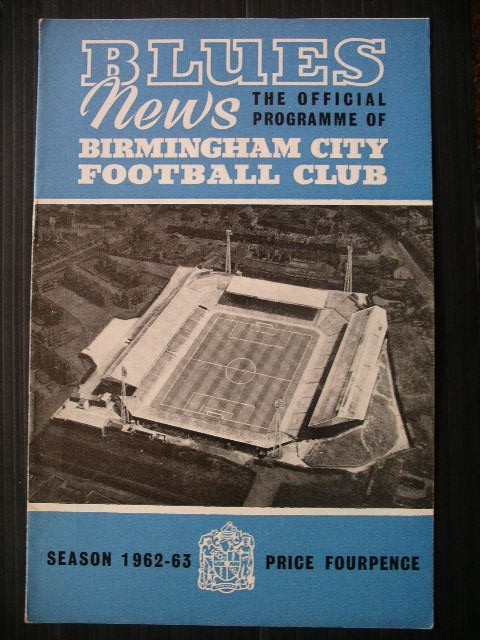 BLUES
News
THE OFFICIAL
PROGRAMME OF
BIRMINGHAM CITY
FOOTBALL CLUB
SEASON 1962-63 PRICE FOURPENCE